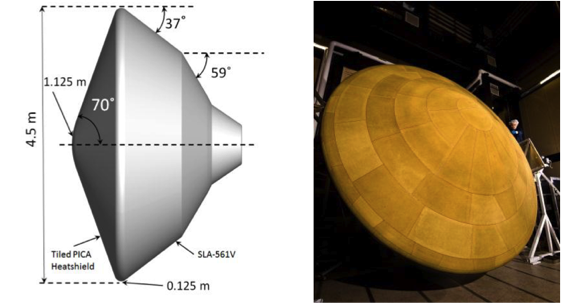 37°
59°
1.125 m
70°
4.5 m
Tiled PICA
Heatshield
SLA-561V
0.125 m